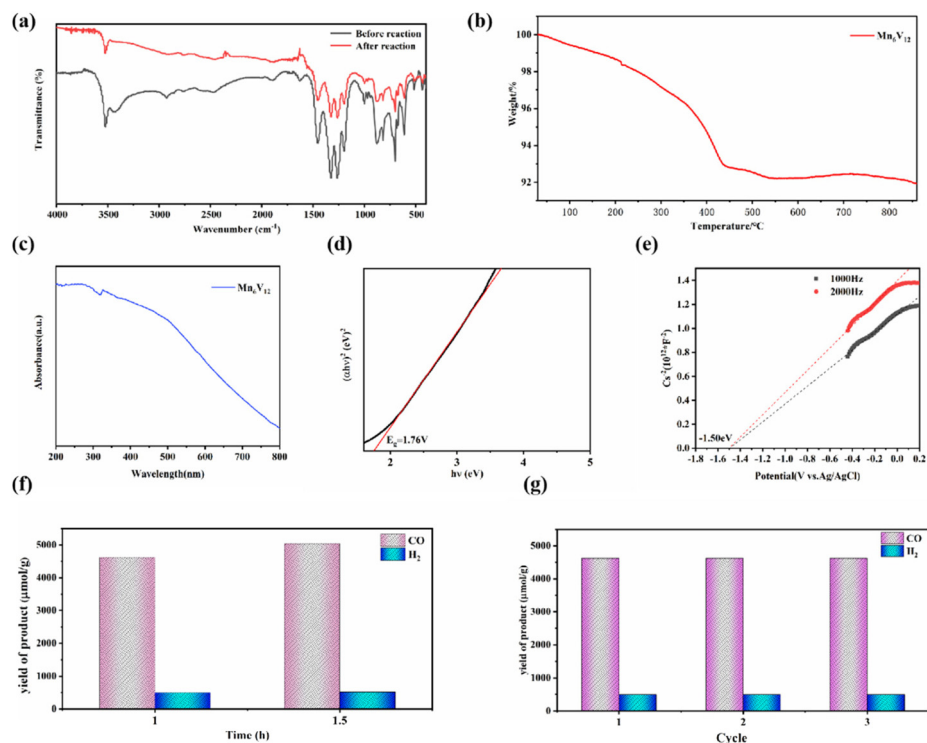 (a)
Before reaction
After reaction
Transmittance (%)
4000 3500 3000 2500 2000 1500 1000 500
Wavenumber (cm⁻¹)
(b)
Mn₆V₁₂
Weight/%
100
98
96
94
92
100 200 300 400 500 600 700 800
Temperature/°C
(c)
Mn₆V₁₂
Absorbance(a.u.)
200 300 400 500 600 700 800
Wavelength(nm)
(d)
(αhν)² (eV)²
E_g=1.76V
2 3 4 5
hν (eV)
(e)
1000Hz
2000Hz
Cs⁻²(10¹²*F⁻²)
1.4
1.2
1.0
0.8
0.6
0.4
0.2
0.0
-1.50eV
-1.8 -1.6 -1.4 -1.2 -1.0 -0.8 -0.6 -0.4 -0.2 0.0 0.2
Potential(V vs.Ag/AgCl)
(f)
CO
H₂
yield of product (μmol/g)
5000
4000
3000
2000
1000
0
1 1.5
Time (h)
(g)
CO
H₂
yield of product (μmol/g)
5000
4000
3000
2000
1000
0
1 2 3
Cycle